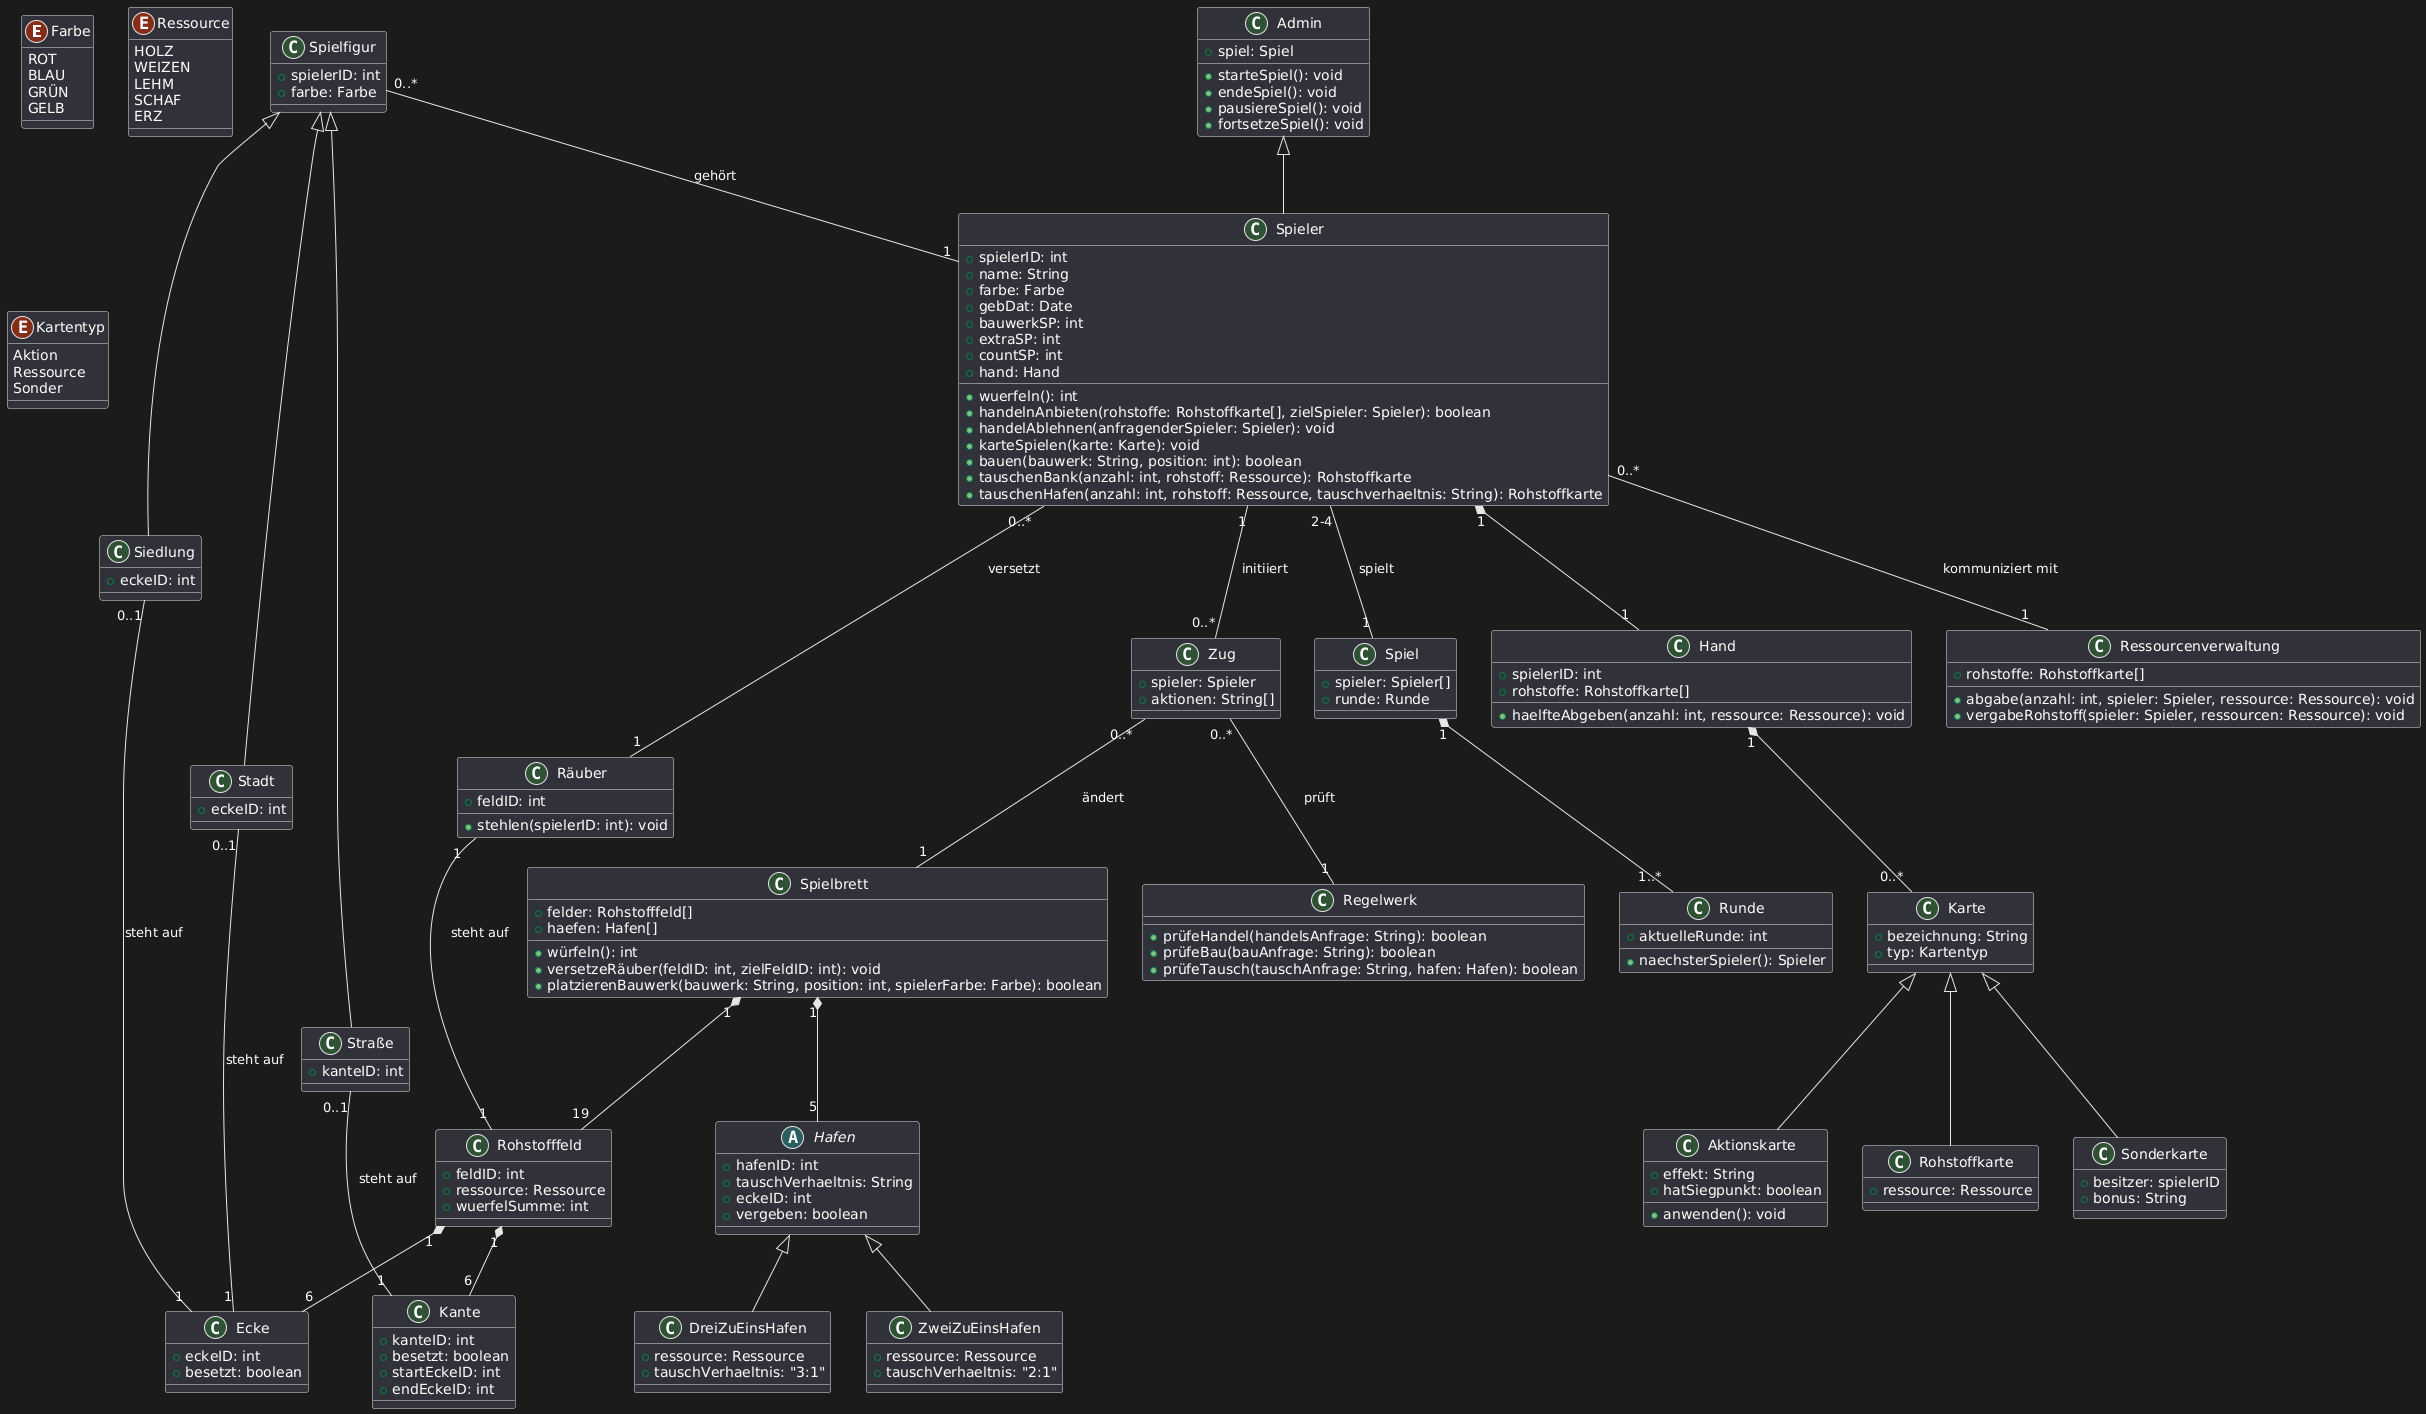 E Farbe
ROT
BLAU
GRÜN
GELB
E Ressource
HOLZ
WEIZEN
LEHM
SCHAF
ERZ
C Spielfigur
spielerID: int
farbe: Farbe
0..*
gehört
1
C Admin
spiel: Spiel
starteSpiel(): void
endeSpiel(): void
pausiereSpiel(): void
fortsetzeSpiel(): void
E Kartentyp
Aktion
Ressource
Sonder
C Spieler
spielerID: int
name: String
farbe: Farbe
gebDat: Date
bauwerkSP: int
extraSP: int
countSP: int
hand: Hand
wuerfeln(): int
handelnAnbieten(rohstoffe: Rohstoffkarte[], zielSpieler: Spieler): boolean
handelAblehnen(anfragenderSpieler: Spieler): void
karteSpielen(karte: Karte): void
bauen(bauwerk: String, position: int): boolean
tauschenBank(anzahl: int, rohstoff: Ressource): Rohstoffkarte
tauschenHafen(anzahl: int, rohstoff: Ressource, tauschverhaeltnis: String): Rohstoffkarte
0..*
versetzt
1
1
initiiert
0..*
2-4
spielt
1
1
1
0..*
kommuniziert mit
1
C Siedlung
eckeID: int
0..1
steht auf
1
C Zug
spieler: Spieler
aktionen: String[]
0..*
ändert
1
0..*
prüft
1
C Spiel
spieler: Spieler[]
runde: Runde
1
1..*
C Hand
spielerID: int
rohstoffe: Rohstoffkarte[]
haelfteAbgeben(anzahl: int, ressource: Ressource): void
1
0..*
C Ressourcenverwaltung
rohstoffe: Rohstoffkarte[]
abgabe(anzahl: int, spieler: Spieler, ressource: Ressource): void
vergabeRohstoff(spieler: Spieler, ressourcen: Ressource): void
C Stadt
eckeID: int
0..1
steht auf
1
C Räuber
feldID: int
stehlen(spielerID: int): void
1
steht auf
1
C Spielbrett
felder: Rohstofffeld[]
haefen: Hafen[]
würfeln(): int
versetzeRäuber(feldID: int, zielFeldID: int): void
platzierenBauwerk(bauwerk: String, position: int, spielerFarbe: Farbe): boolean
1
19
1
5
C Regelwerk
prüfeHandel(handelsAnfrage: String): boolean
prüfeBau(bauAnfrage: String): boolean
prüfeTausch(tauschAnfrage: String, hafen: Hafen): boolean
C Runde
aktuelleRunde: int
naechsterSpieler(): Spieler
C Karte
bezeichnung: String
typ: Kartentyp
C Straße
kanteID: int
0..1
steht auf
1
C Rohstofffeld
feldID: int
ressource: Ressource
wuerfelSumme: int
1
6
1
6
A Hafen
hafenID: int
tauschVerhaeltnis: String
eckeID: int
vergeben: boolean
C Aktionskarte
effekt: String
hatSiegpunkt: boolean
anwenden(): void
C Rohstoffkarte
ressource: Ressource
C Sonderkarte
besitzer: spielerID
bonus: String
C Ecke
eckeID: int
besetzt: boolean
C Kante
kanteID: int
besetzt: boolean
startEckeID: int
endEckeID: int
C DreiZuEinsHafen
ressource: Ressource
tauschVerhaeltnis: "3:1"
C ZweiZuEinsHafen
ressource: Ressource
tauschVerhaeltnis: "2:1"